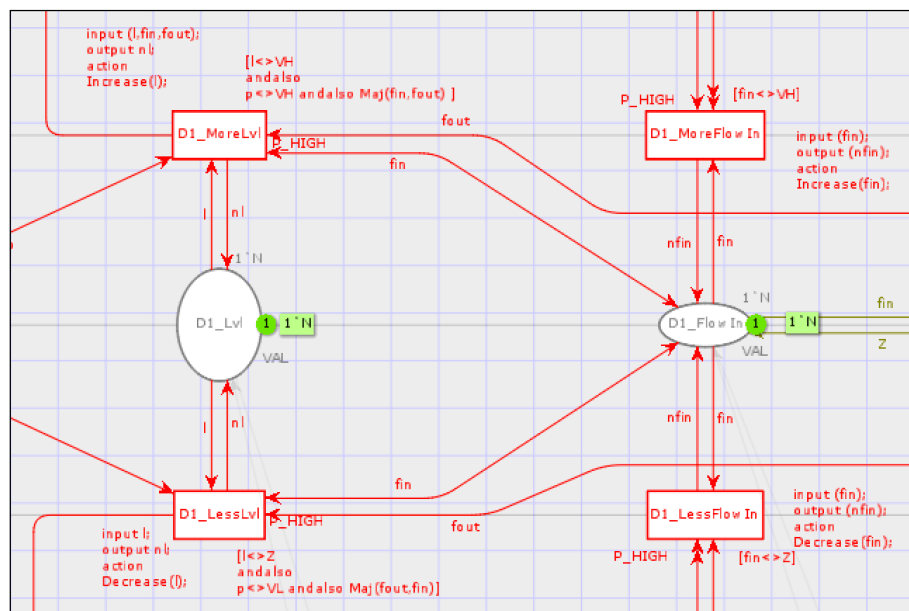 input (l,fin,fout);
output nl;
action
Increase(l);
[l<>VH
andalso
p<>VH andalso Maj(fin,fout) ]
P_HIGH
[fin<>VH]
D1_MoreLvl
P_HIGH
fout
fin
D1_MoreFlow In
input (fin);
output (nfin);
action
Increase(fin);
l
nl
nfin
fin
1`N
D1_Lvl
1
1`N
VAL
1`N
D1_Flow In
1
1`N
VAL
fin
Z
l
nl
nfin
fin
fin
D1_LessLvl
P_HIGH
fout
D1_LessFlow In
input (fin);
output (nfin);
action
Decrease(fin);
input l;
output nl;
action
Decrease(l);
[l<>Z
andalso
p<>VL andalso Maj(fout,fin)]
P_HIGH
[fin<>Z]